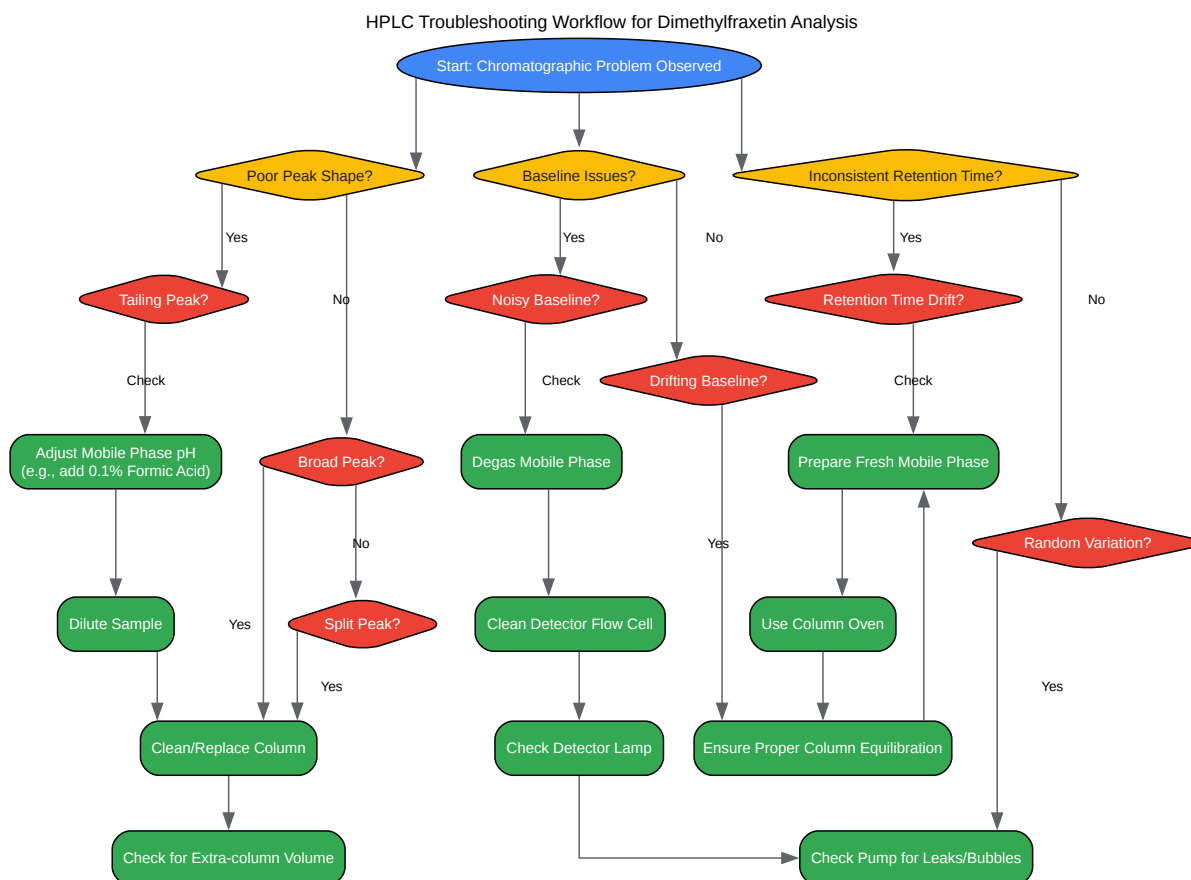 HPLC Troubleshooting Workflow for Dimethylfraxetin Analysis
Start: Chromatographic Problem Observed
Poor Peak Shape?
Baseline Issues?
Inconsistent Retention Time?
Yes
Yes
No
Yes
Tailing Peak?
No
Noisy Baseline?
Retention Time Drift?
No
Check
Check
Drifting Baseline?
Check
Adjust Mobile Phase pH
(e.g., add 0.1% Formic Acid)
Broad Peak?
Degas Mobile Phase
Prepare Fresh Mobile Phase
No
Yes
Random Variation?
Dilute Sample
Yes
Split Peak?
Clean Detector Flow Cell
Use Column Oven
Yes
Yes
Clean/Replace Column
Check Detector Lamp
Ensure Proper Column Equilibration
Check for Extra-column Volume
Check Pump for Leaks/Bubbles